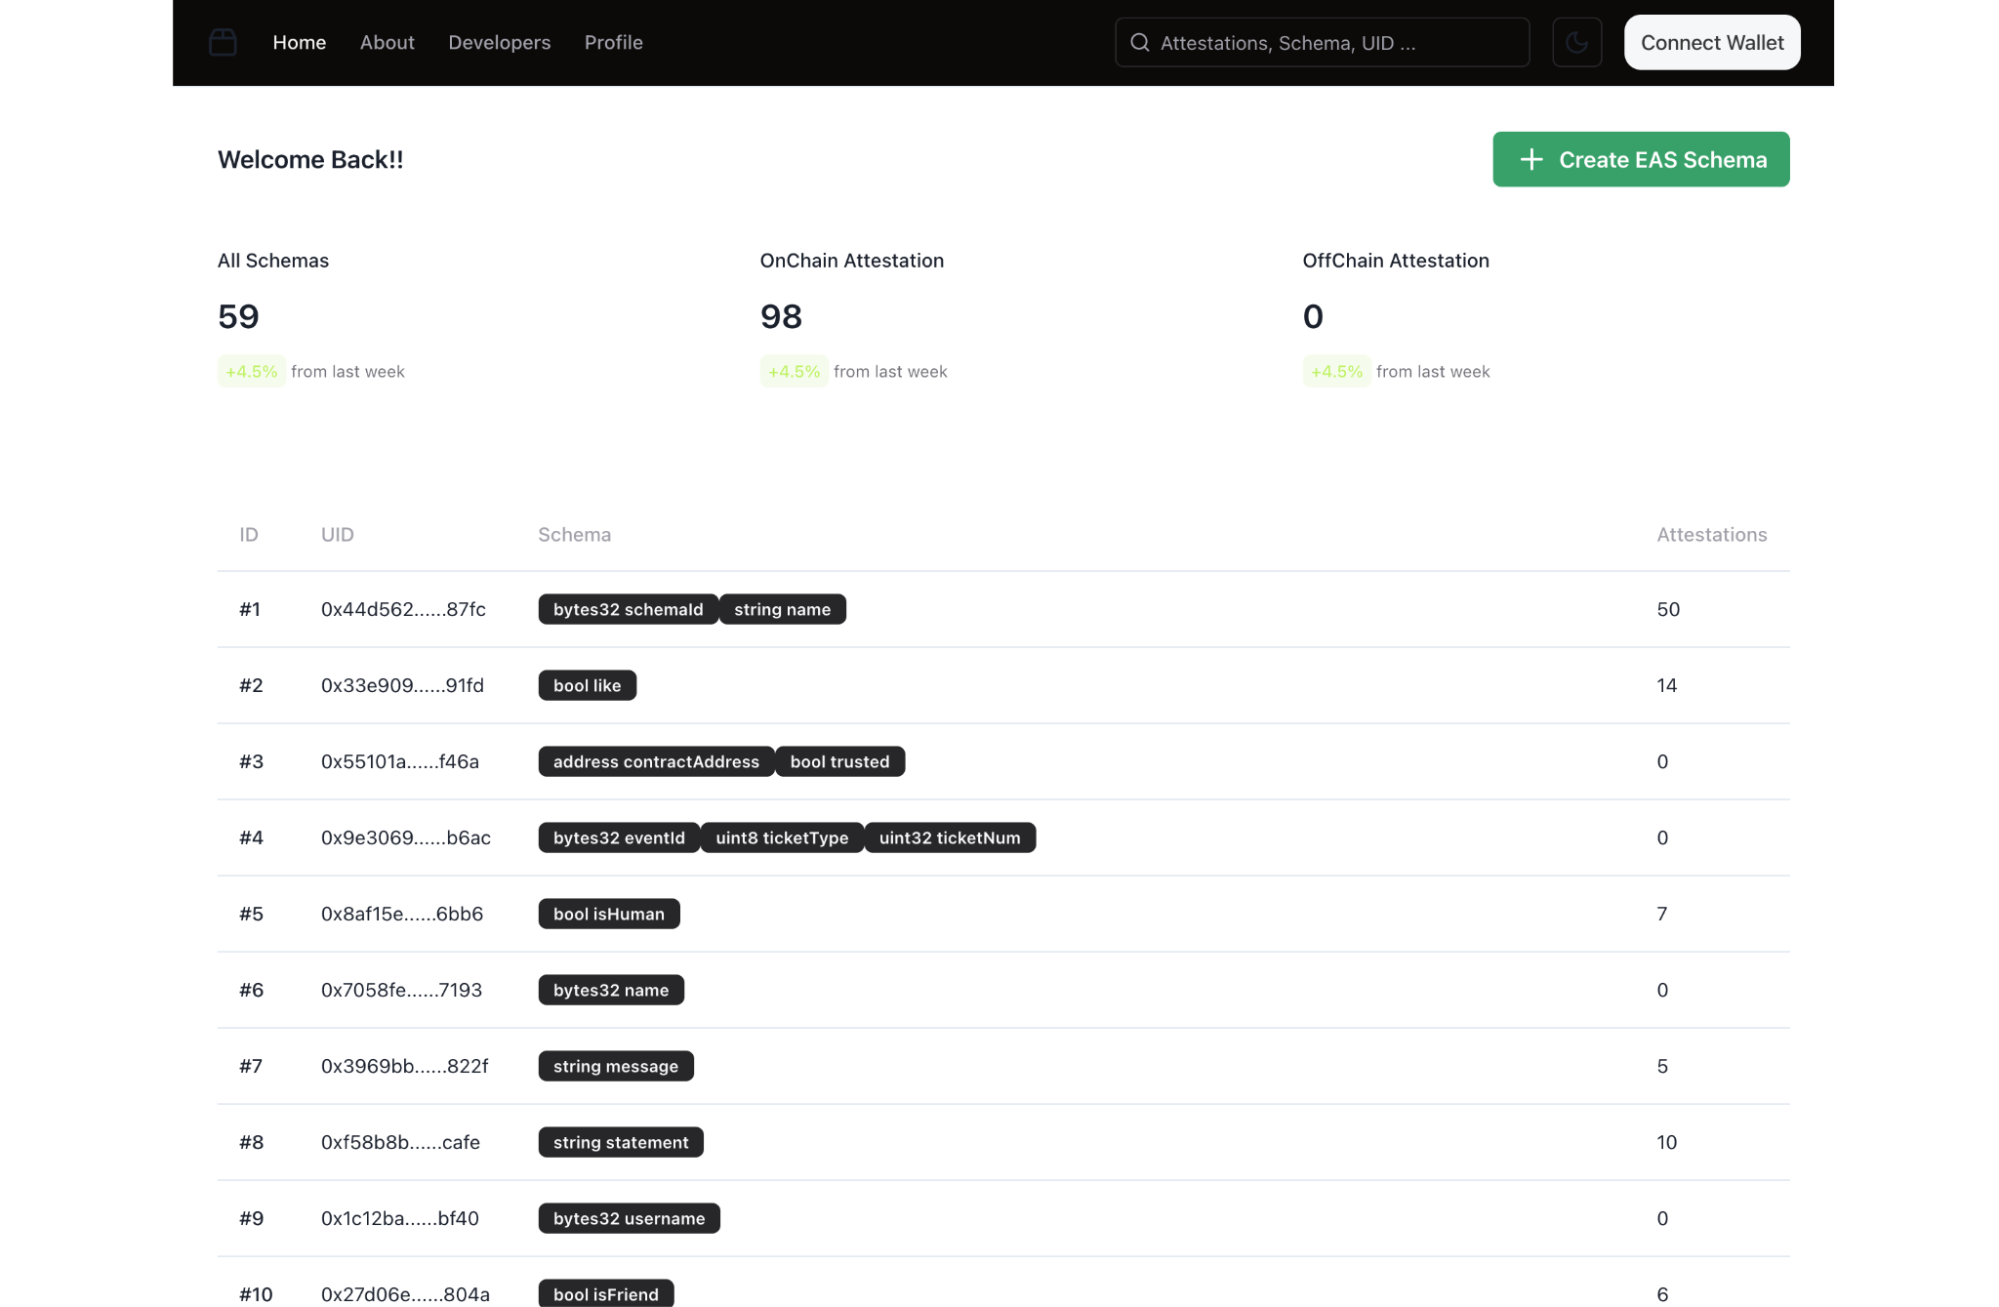 Home About Developers Profile Attestations, Schema, UID ... Connect Wallet
Welcome Back!! Create EAS Schema
All Schemas OnChain Attestation OffChain Attestation
59 98 0
+4.5% from last week +4.5% from last week +4.5% from last week
ID UID Schema Attestations
#1 0x44d562......87fc bytes32 schemaId string name 50
#2 0x33e909......91fd bool like 14
#3 0x55101a......f46a address contractAddress bool trusted 0
#4 0x9e3069......b6ac bytes32 eventId uint8 ticketType uint32 ticketNum 0
#5 0x8af15e......6bb6 bool isHuman 7
#6 0x7058fe......7193 bytes32 name 0
#7 0x3969bb......822f string message 5
#8 0xf58b8b......cafe string statement 10
#9 0x1c12ba......bf40 bytes32 username 0
#10 0x27d06e......804a bool isFriend 6